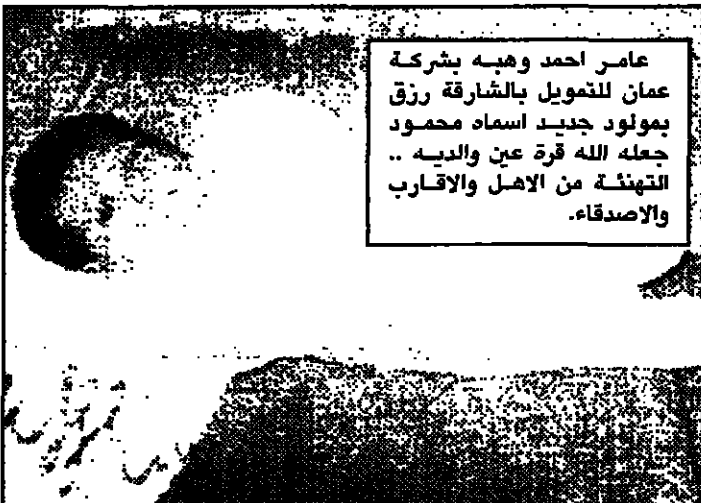 عامر احمد وهبه بشركة
عمان للتمويل بالشارقة رزق
بمولود جديد اسماه محمود
جعله الله قرة عين والديه ..
التهنئة من الاهل والاقارب
والاصدقاء.